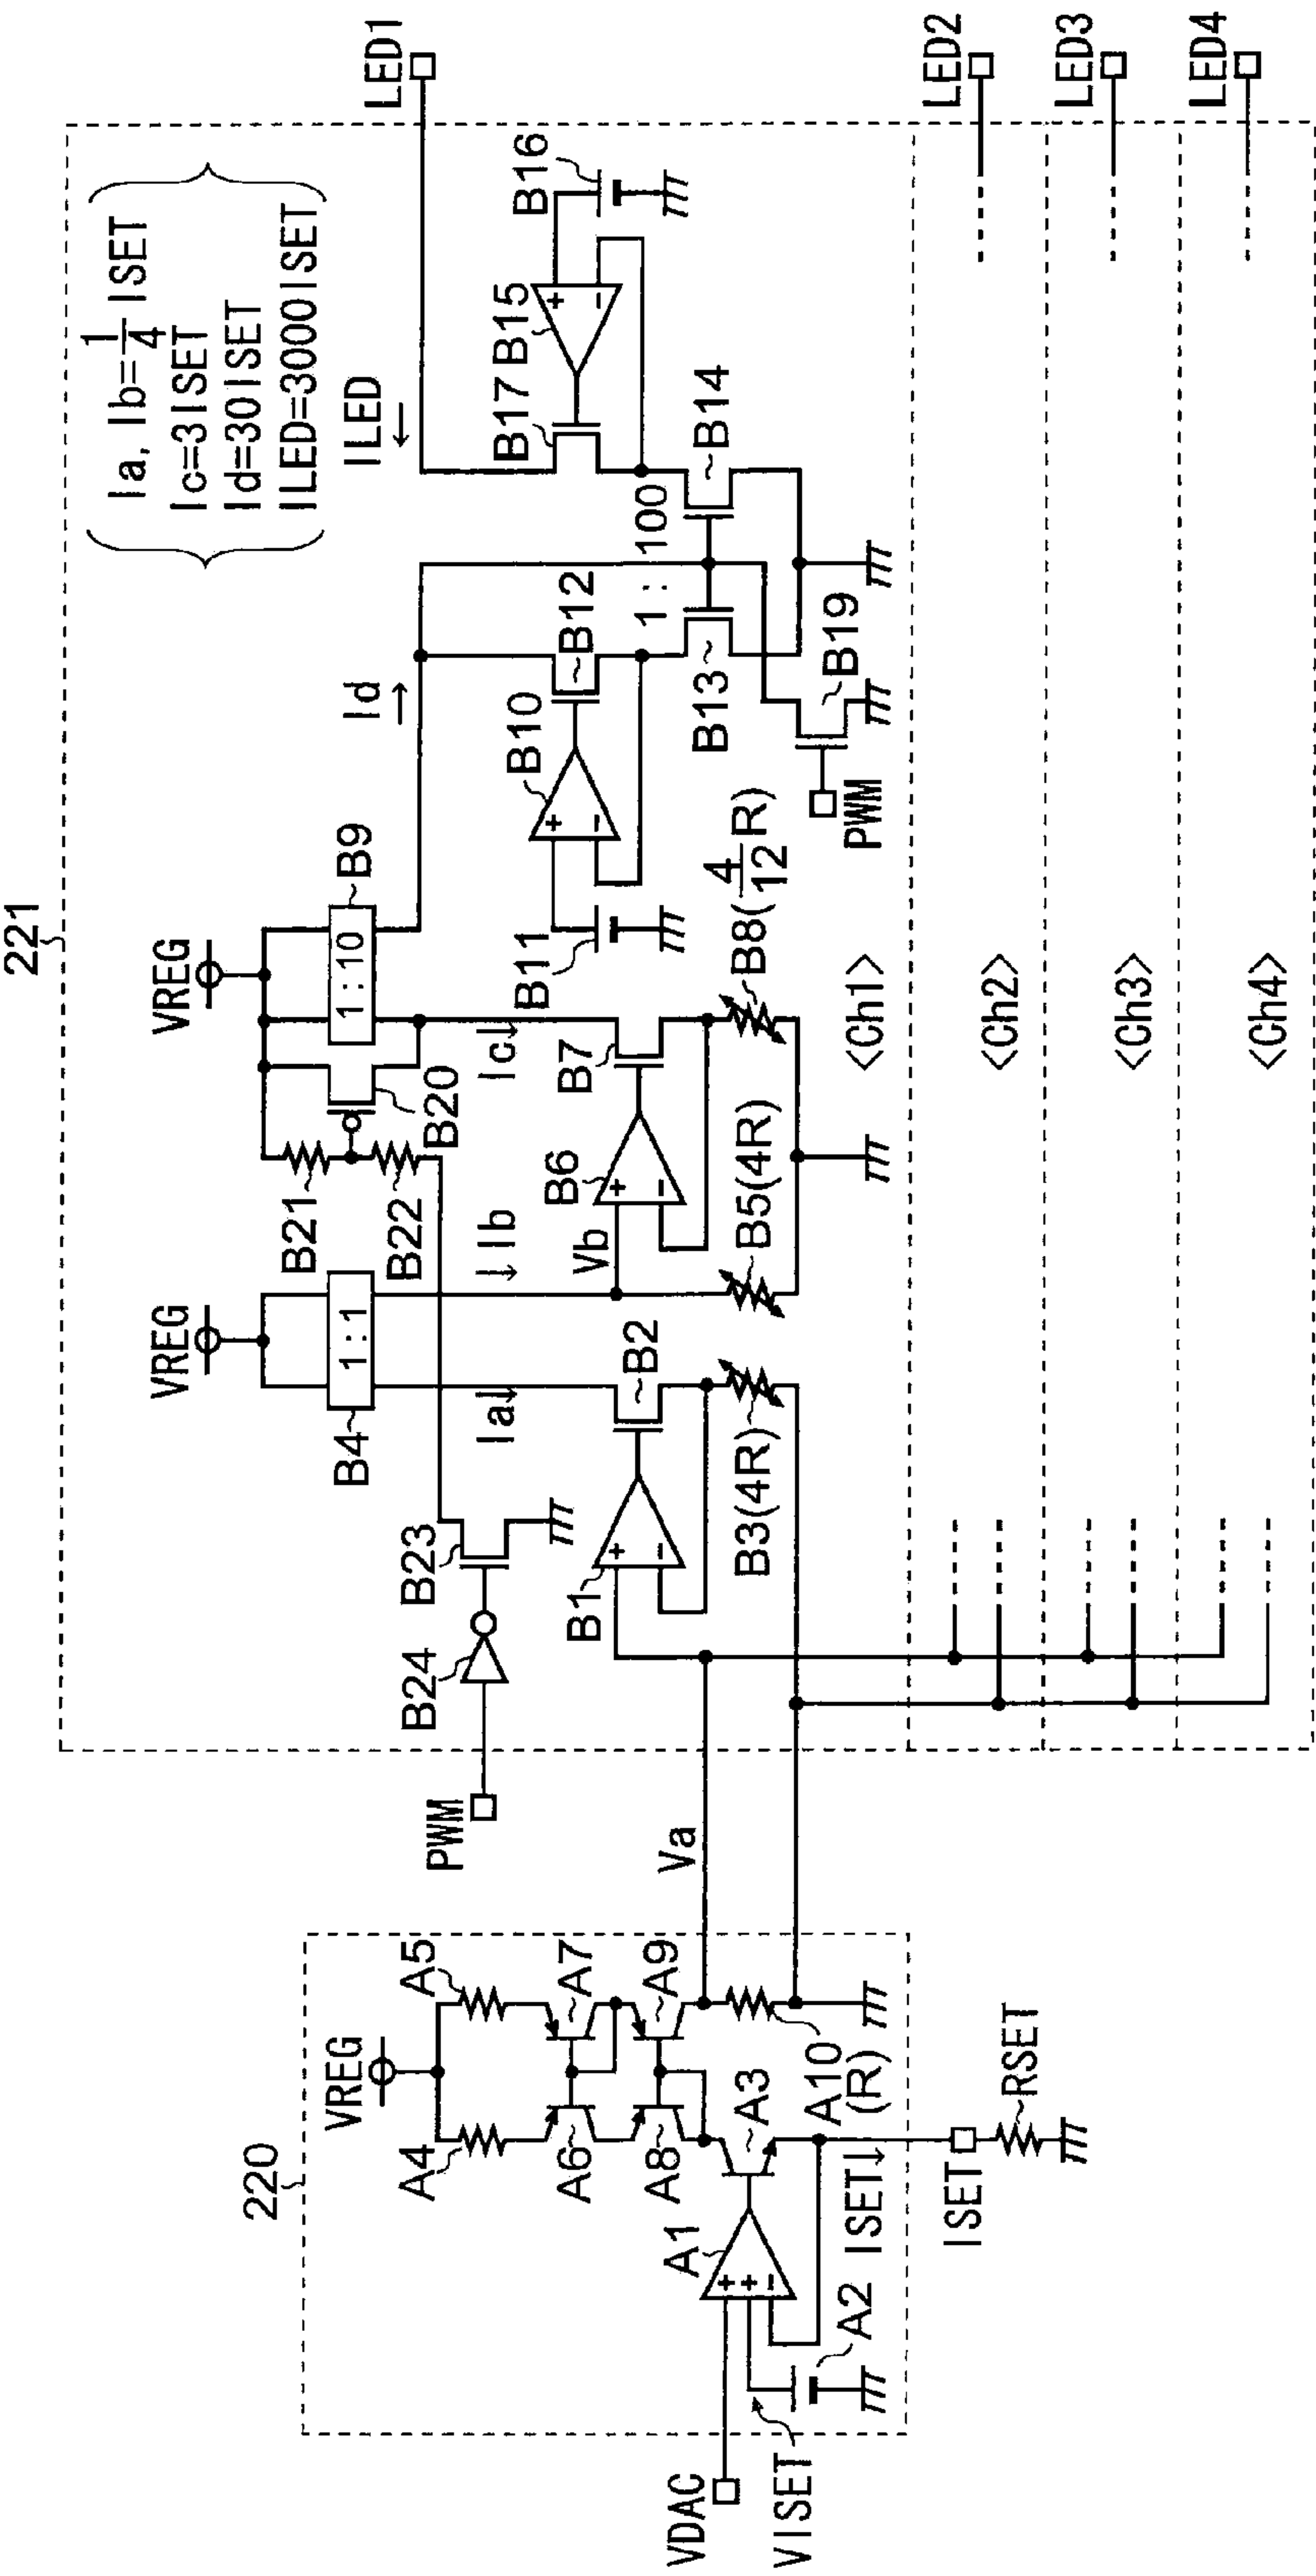 221
220
VREG
A4
A5
A6
A7
A8
A9
A1
A3
A10
(R)
A2
VDAC
VISET
ISET↓
ISET
RSET
Va
PWM
B24
B23
VREG
B4
1:1
Ia↓
↓Ib
B1
B2
B3(4R)
Vb
B5(4R)
B21
B22
B20
VREG
1:10
B9
Ic↓
B6
B7
B8(4/12R)
B11
B10
B12
Id
→
B13
1:100
B14
PWM
B19
B17
B15
B16
ILED
←
LED1
Ia, Ib=1/4 ISET
Ic=3ISET
Id=30ISET
ILED=3000ISET
<Ch1>
<Ch2>
LED2
<Ch3>
LED3
<Ch4>
LED4